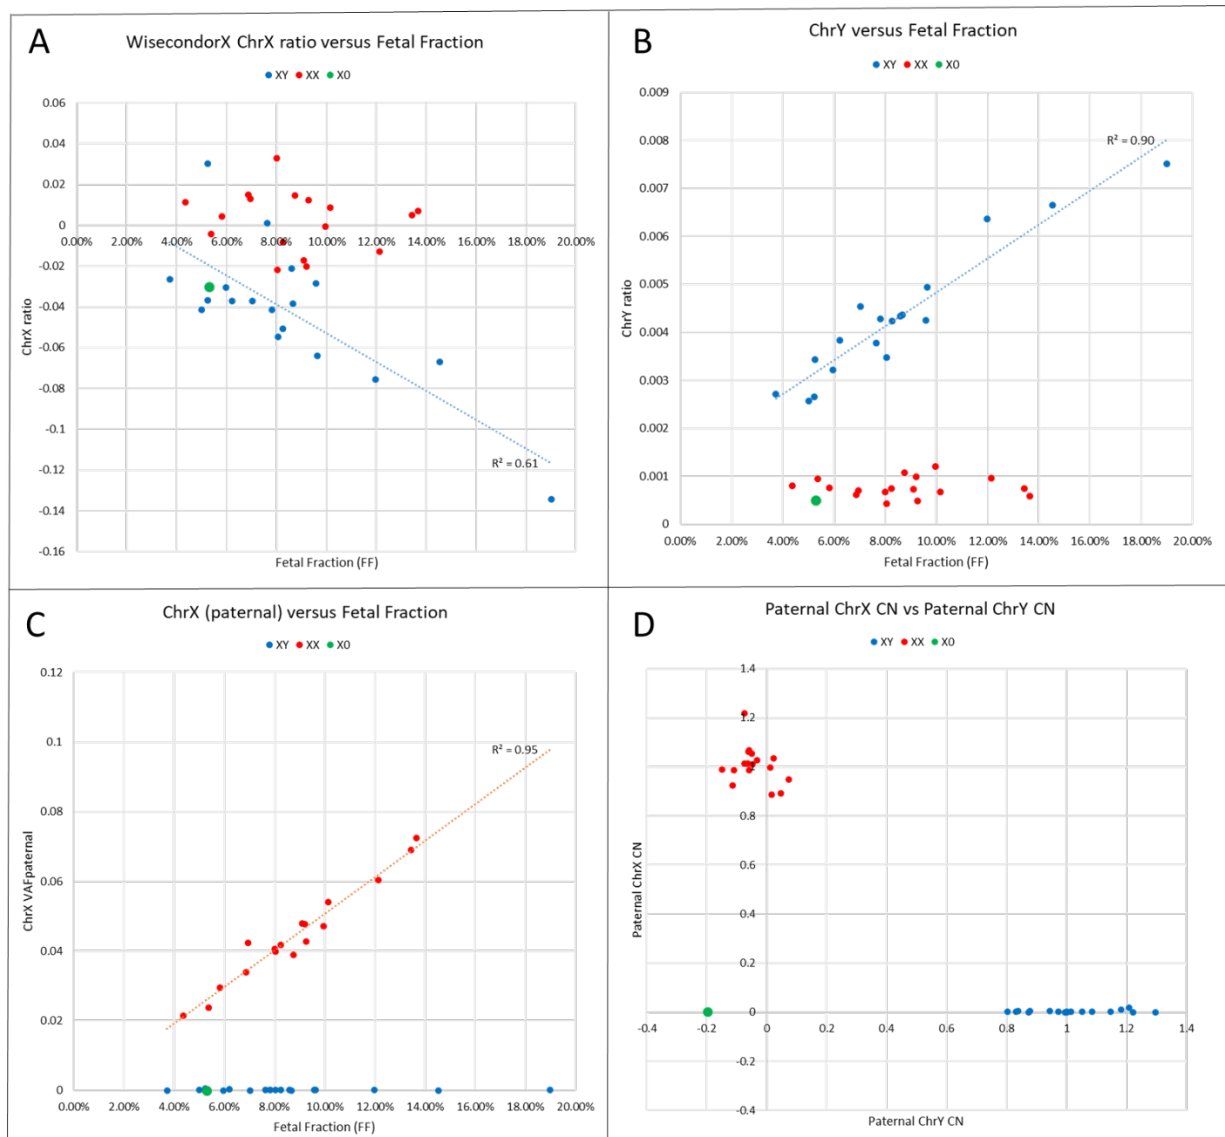 A
WisecondorX ChrX ratio versus Fetal Fraction
XY XX X0
0.06
0.04
0.02
0
-0.02
-0.04
-0.06
-0.08
-0.1
-0.12
-0.14
-0.16
0.00% 2.00% 4.00% 6.00% 8.00% 10.00% 12.00% 14.00% 16.00% 18.00% 20.00%
R² = 0.61
ChrX ratio
Fetal Fraction (FF)
B
ChrY versus Fetal Fraction
XY XX X0
0.009
0.008
0.007
0.006
0.005
0.004
0.003
0.002
0.001
0
R² = 0.90
ChrY ratio
0.00% 2.00% 4.00% 6.00% 8.00% 10.00% 12.00% 14.00% 16.00% 18.00% 20.00%
Fetal Fraction (FF)
C
ChrX (paternal) versus Fetal Fraction
XY XX X0
0.12
0.1
0.08
0.06
0.04
0.02
0
R² = 0.95
ChrX VAFpaternal
0.00% 2.00% 4.00% 6.00% 8.00% 10.00% 12.00% 14.00% 16.00% 18.00% 20.00%
Fetal Fraction (FF)
D
Paternal ChrX CN vs Paternal ChrY CN
XY XX X0
1.4
1.2
1
0.8
0.6
0.4
0.2
0
-0.2
-0.4
Paternal ChrX CN
-0.4 -0.2 0 0.2 0.4 0.6 0.8 1 1.2 1.4
Paternal ChrY CN